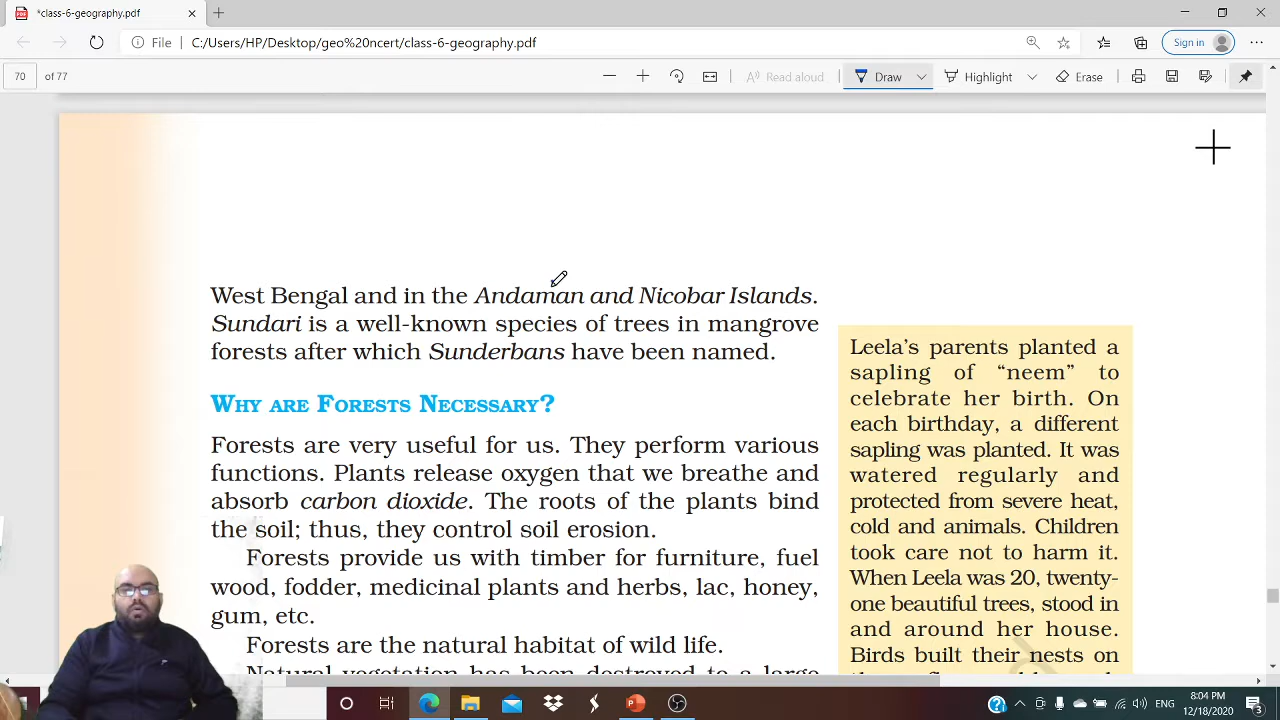 *class-6-geography.pdf
File
C:/Users/HP/Desktop/geo%20ncert/class-6-geography.pdf
Sign in
70 of 77
Read aloud
Draw
Highlight
Erase
West Bengal and in the Andaman and Nicobar Islands.
Sundari is a well-known species of trees in mangrove
forests after which Sunderbans have been named.
WHY ARE FORESTS NECESSARY?
Forests are very useful for us. They perform various
functions. Plants release oxygen that we breathe and
absorb carbon dioxide. The roots of the plants bind
the soil; thus, they control soil erosion.
Forests provide us with timber for furniture, fuel
wood, fodder, medicinal plants and herbs, lac, honey,
gum, etc.
Forests are the natural habitat of wild life.
Natural vegetation has been destroyed to a large
Leela's parents planted a
sapling of "neem" to
celebrate her birth. On
each birthday, a different
sapling was planted. It was
watered regularly and
protected from severe heat,
cold and animals. Children
took care not to harm it.
When Leela was 20, twenty-
one beautiful trees, stood in
and around her house.
Birds built their nests on
8:04 PM
12/18/2020